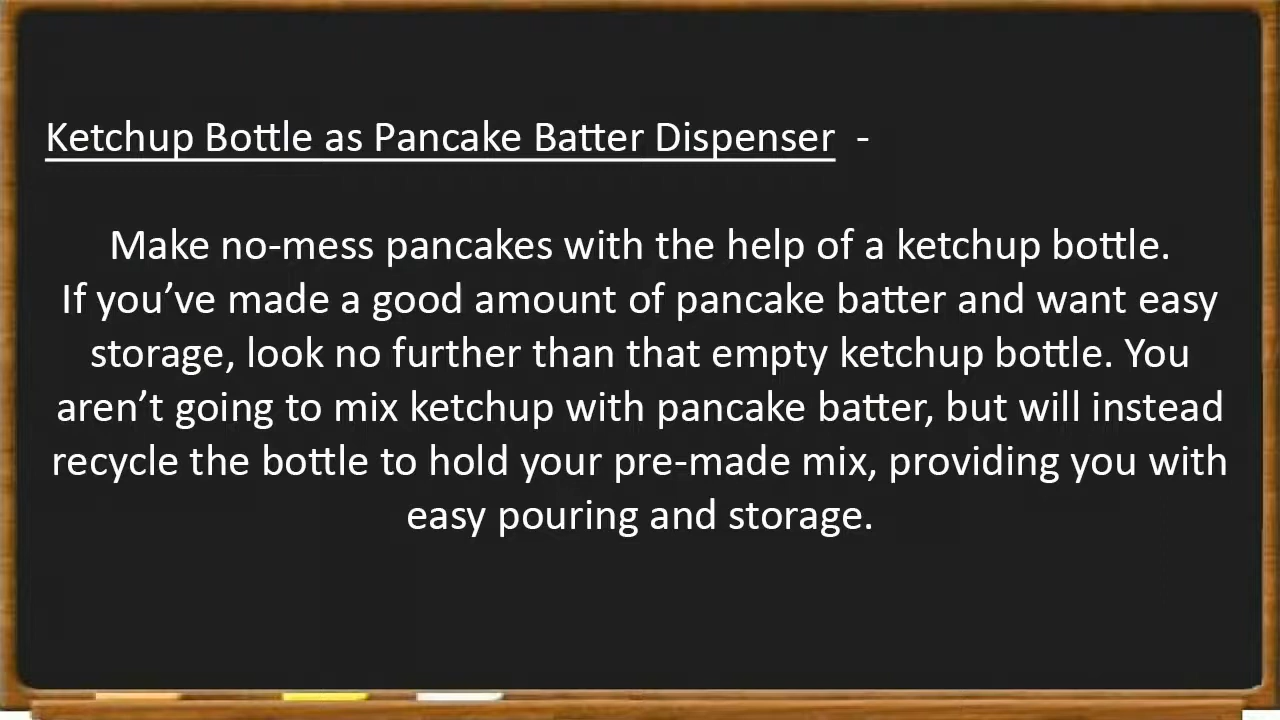 Ketchup Bottle as Pancake Batter Dispenser -
Make no-mess pancakes with the help of a ketchup bottle.
If you’ve made a good amount of pancake batter and want easy
storage, look no further than that empty ketchup bottle. You
aren’t going to mix ketchup with pancake batter, but will instead
recycle the bottle to hold your pre-made mix, providing you with
easy pouring and storage.